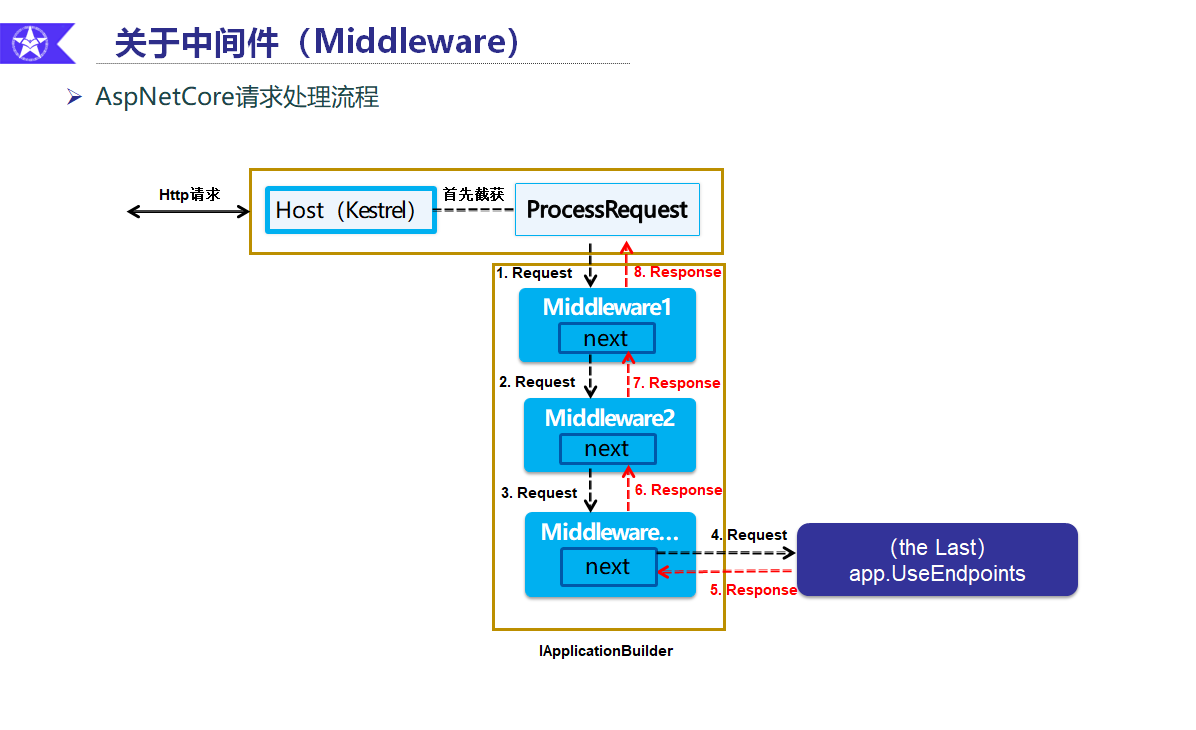 关于中间件（Middleware）
AspNetCore请求处理流程
Http请求
Host（Kestrel）
首先截获
ProcessRequest
1. Request
8. Response
Middleware1
next
2. Request
7. Response
Middleware2
next
3. Request
6. Response
Middleware...
next
4. Request
5. Response
（the Last）
app.UseEndpoints
IApplicationBuilder